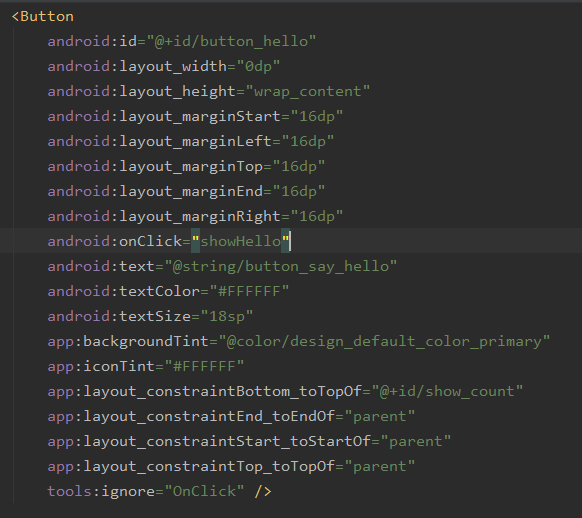 <Button
android:id="@+id/button_hello"
android:layout_width="0dp"
android:layout_height="wrap_content"
android:layout_marginStart="16dp"
android:layout_marginLeft="16dp"
android:layout_marginTop="16dp"
android:layout_marginEnd="16dp"
android:layout_marginRight="16dp"
android:onClick="showHello"
android:text="@string/button_say_hello"
android:textColor="#FFFFFF"
android:textSize="18sp"
app:backgroundTint="@color/design_default_color_primary"
app:iconTint="#FFFFFF"
app:layout_constraintBottom_toTopOf="@+id/show_count"
app:layout_constraintEnd_toEndOf="parent"
app:layout_constraintStart_toStartOf="parent"
app:layout_constraintTop_toTopOf="parent"
tools:ignore="OnClick" />